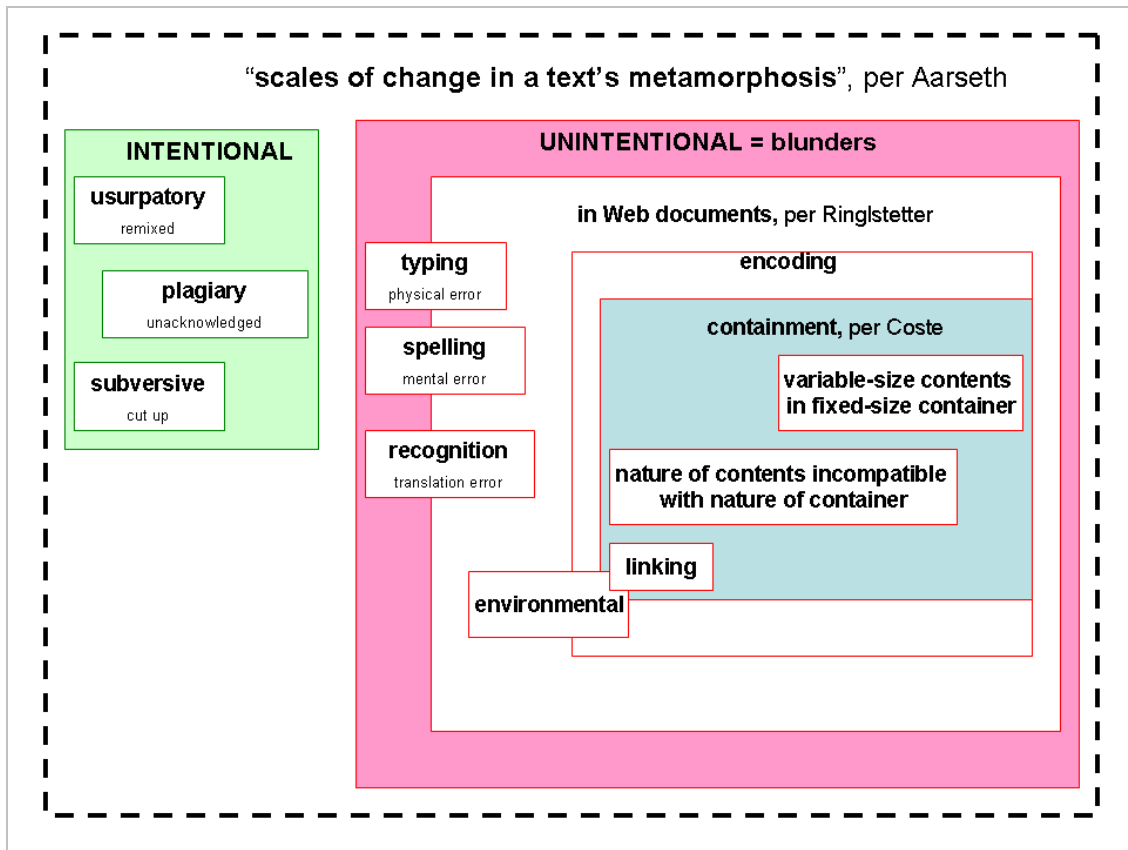 “scales of change in a text’s metamorphosis”, per Aarseth
INTENTIONAL
usurpatory
remixed
plagiary
unacknowledged
subversive
cut up
UNINTENTIONAL = blunders
in Web documents, per Ringlstetter
typing
physical error
spelling
mental error
recognition
translation error
encoding
containment, per Coste
variable-size contents
in fixed-size container
nature of contents incompatible
with nature of container
linking
environmental